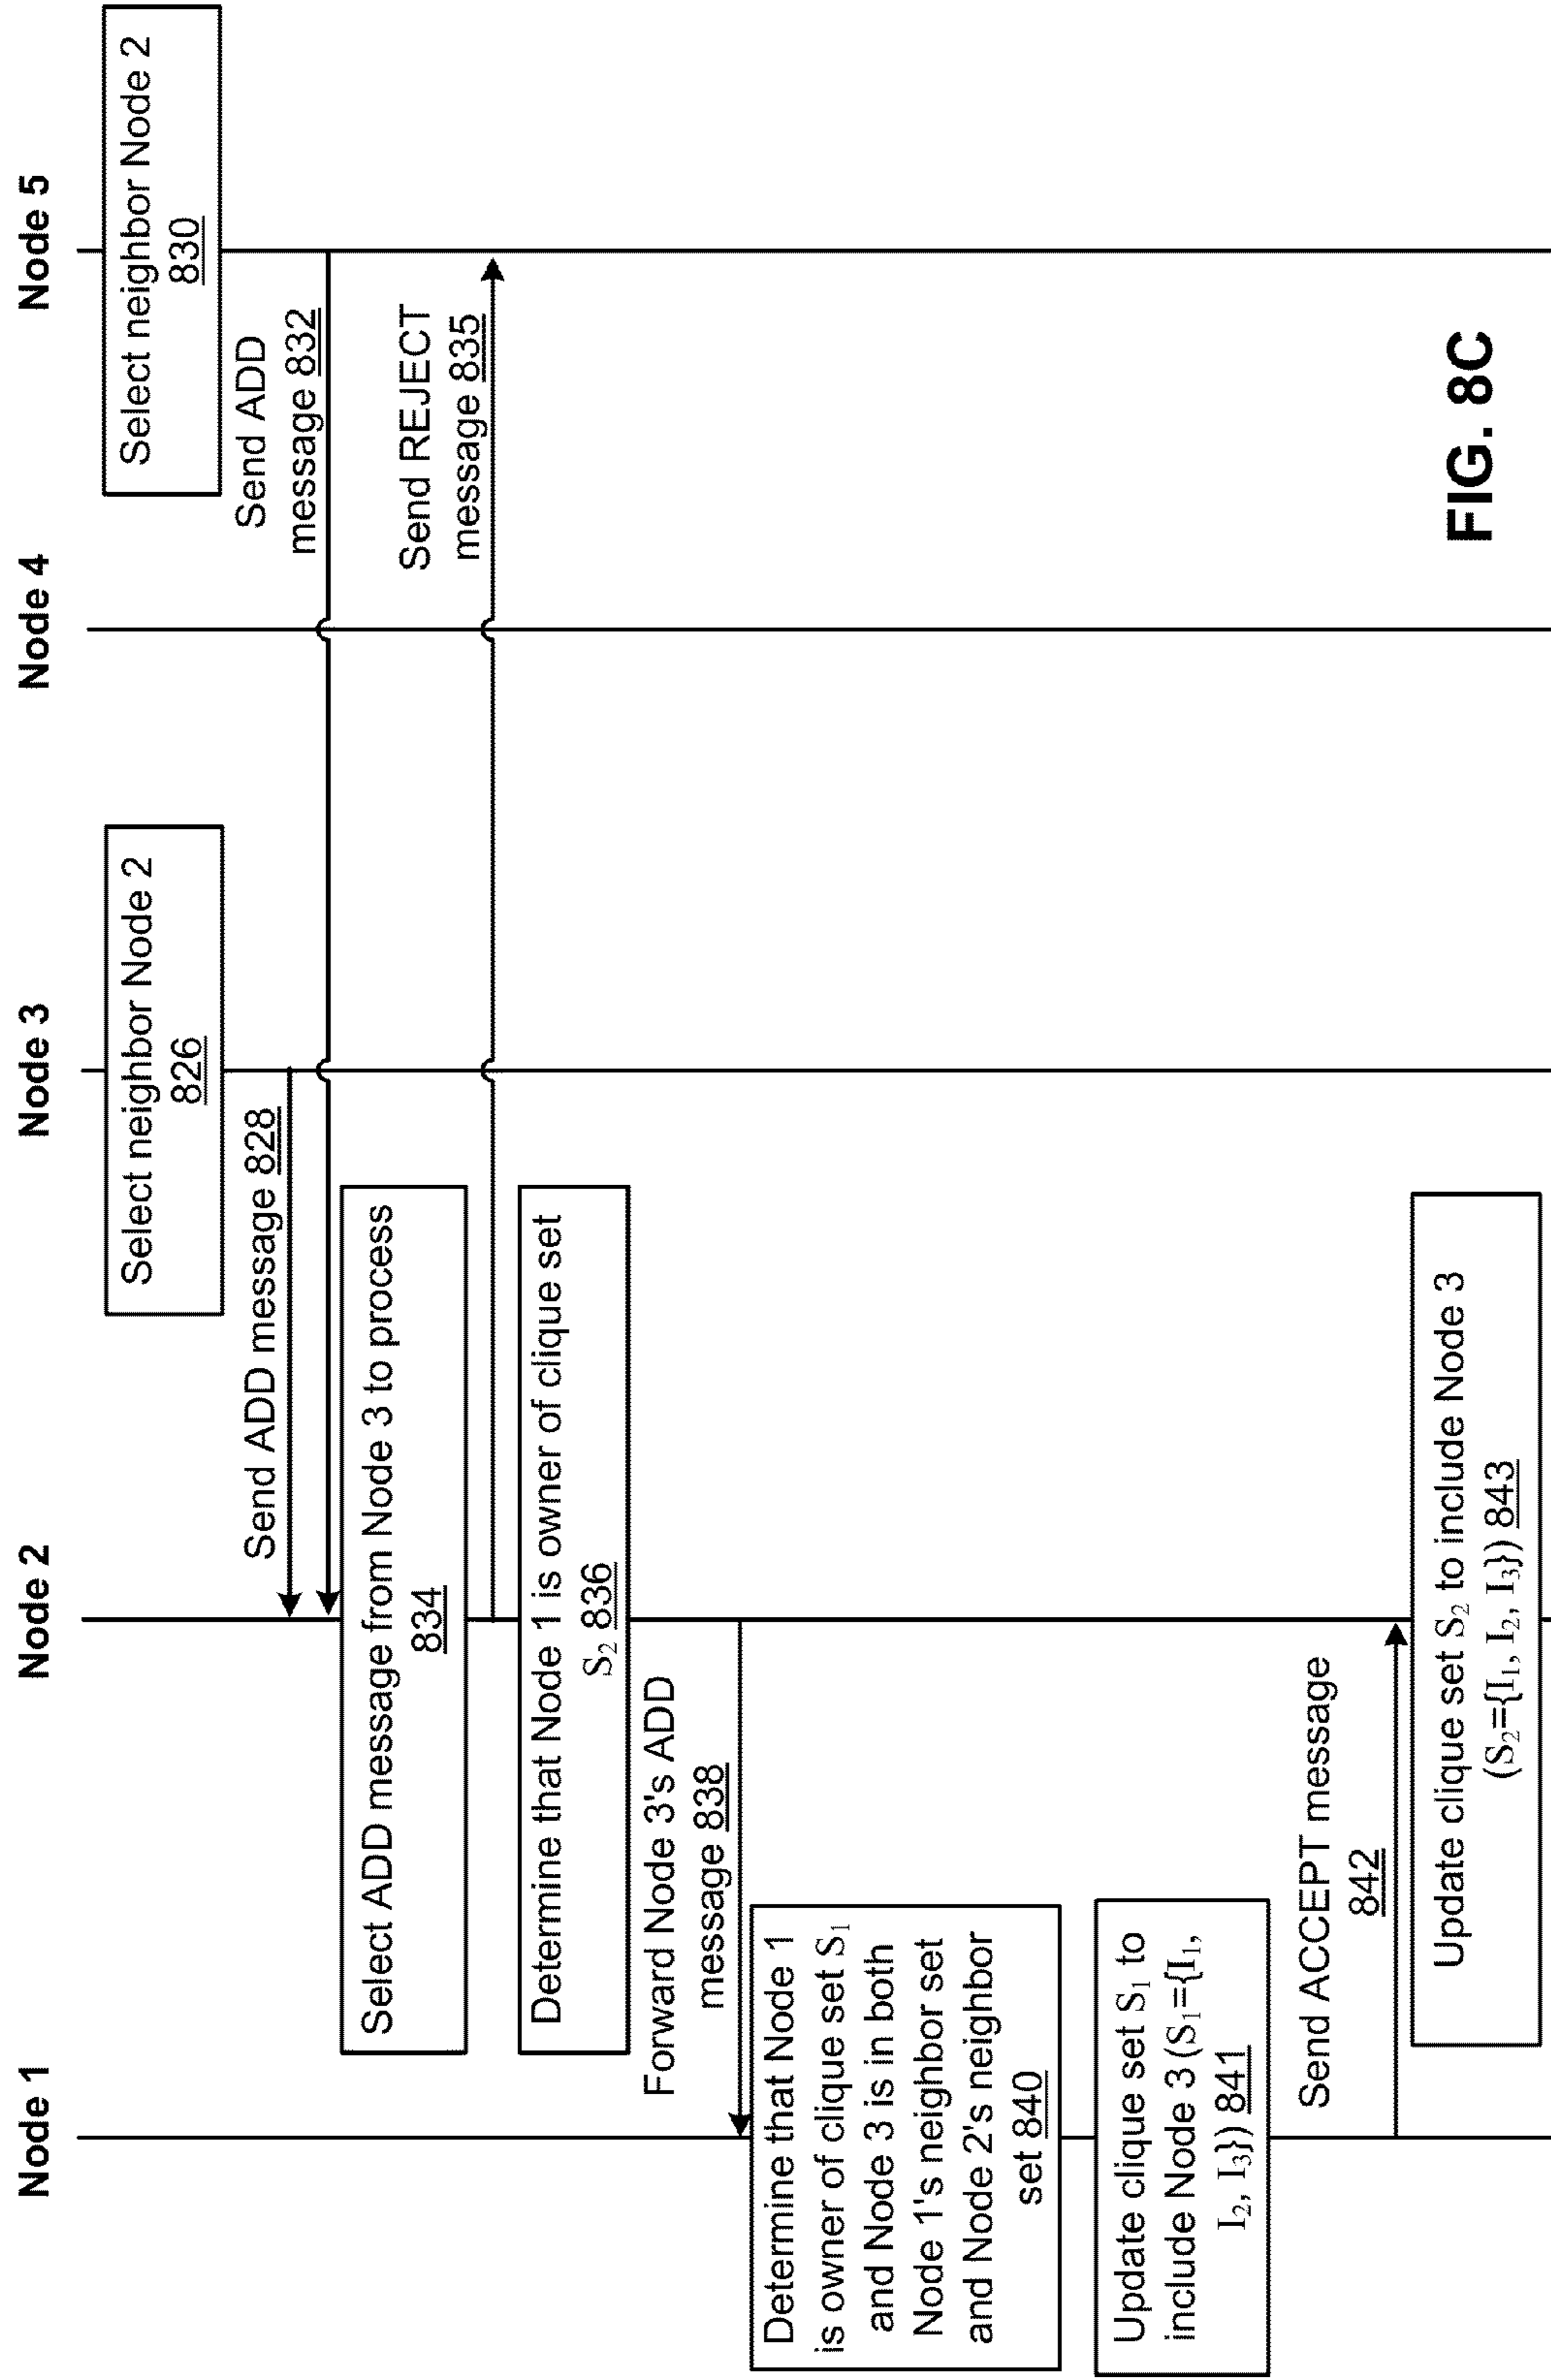 Node 1
Node 2
Node 3
Node 4
Node 5
Select neighbor Node 2
826
Select neighbor Node 2
830
Send ADD message 828
Send ADD
message 832
Select ADD message from Node 3 to process
834
Send REJECT
message 835
Determine that Node 1 is owner of clique set
S₂ 836
Forward Node 3's ADD
message 838
Determine that Node 1
is owner of clique set S₁
and Node 3 is in both
Node 1's neighbor set
and Node 2's neighbor
set 840
Update clique set S₁ to
include Node 3 (S₁={I₁,
I₂, I₃}) 841
Send ACCEPT message
842
Update clique set S₂ to include Node 3
(S₂={I₁, I₂, I₃}) 843
FIG. 8C